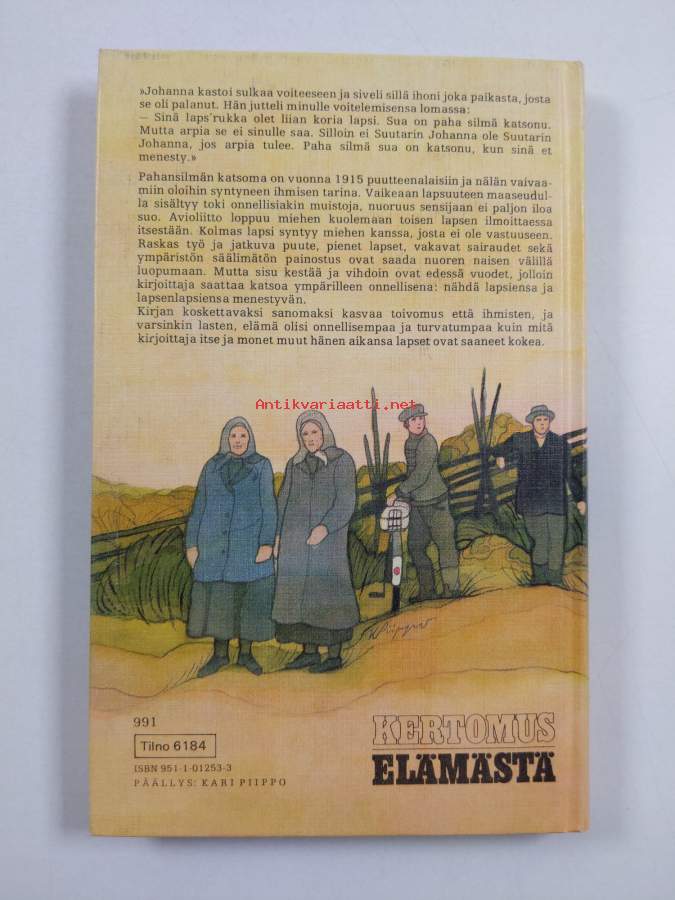 »Johanna kastoi sulkaa voiteeseen ja siveli sillä ihoni joka paikasta, josta
se oli palanut. Hän jutteli minulle voitelemisensa lomassa:
— Sinä laps'rukka olet liian koria lapsi. Sua on paha silmä katsonu.
Mutta arpia se ei sinulle saa. Silloin ei Suutarin Johanna ole Suutarin
Johanna, jos arpia tulee. Paha silmä sua on katsonu, kun sinä et
menesty.»
Pahansilmän katsoma on vuonna 1915 puutteenalaisiin ja nälän vaivaa-
miin oloihin syntyneen ihmisen tarina. Vaikeaan lapsuuteen maaseudul-
la sisältyy toki onnellisiakin muistoja, nuoruus sensijaan ei paljon iloa
suo. Avioliitto loppuu miehen kuolemaan toisen lapsen ilmoittaessa
itsestään. Kolmas lapsi syntyy miehen kanssa, josta ei ole vastuuseen.
Raskas työ ja jatkuva puute, pienet lapset, vakavat sairaudet sekä
ympäristön säälimätön painostus ovat saada nuoren naisen välillä
luopumaan. Mutta sisu kestää ja vihdoin ovat edessä vuodet, jolloin
kirjoittaja saattaa katsoa ympärilleen onnellisena: nähdä lapsiensa ja
lapsenlapsiensa menestyvän.
Kirjan koskettavaksi sanomaksi kasvaa toivomus että ihmisten, ja
varsinkin lasten, elämä olisi onnellisempaa ja turvatumpaa kuin mitä
kirjoittaja itse ja monet muut hänen aikansa lapset ovat saaneet kokea.
Antikvariaatti.net
991
Tilno 6184
ISBN 951-1-01253-3
PÄÄLLYS: KARI PIIPPO
KERTOMUS
ELÄMÄSTÄ